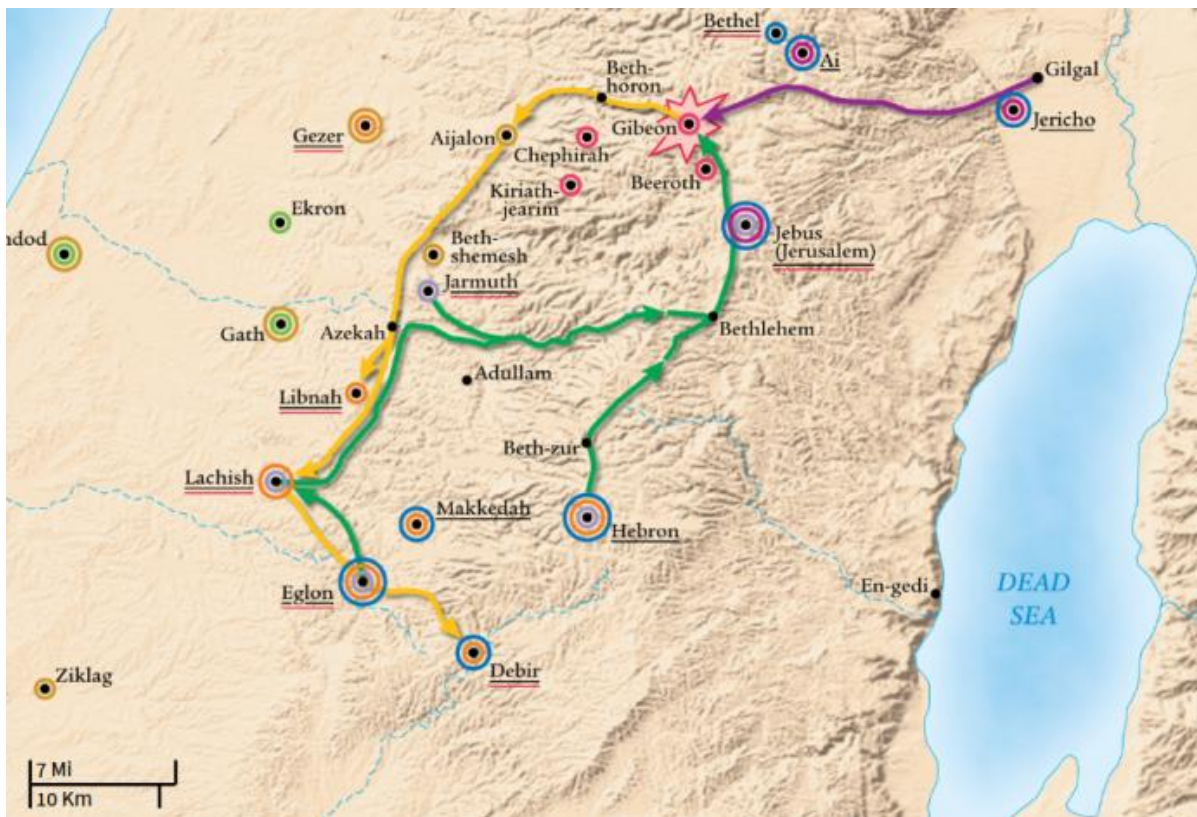 Bethel
Ai
Beth-
horon
Gilgal
Gezer
Aijalon
Gibeon
Jericho
Chephirah
Kiriath-
jearim
Beeroth
Ekron
ndod
Beth-
shemesh
Jebus
(Jerusalem)
Jarmuth
Gath
Azekah
Bethlehem
Adullam
Libnah
Beth-zur
Lachish
Makkedah
Hebron
En-gedi
DEAD
SEA
Eglon
Debir
Ziklag
7 Mi
10 Km